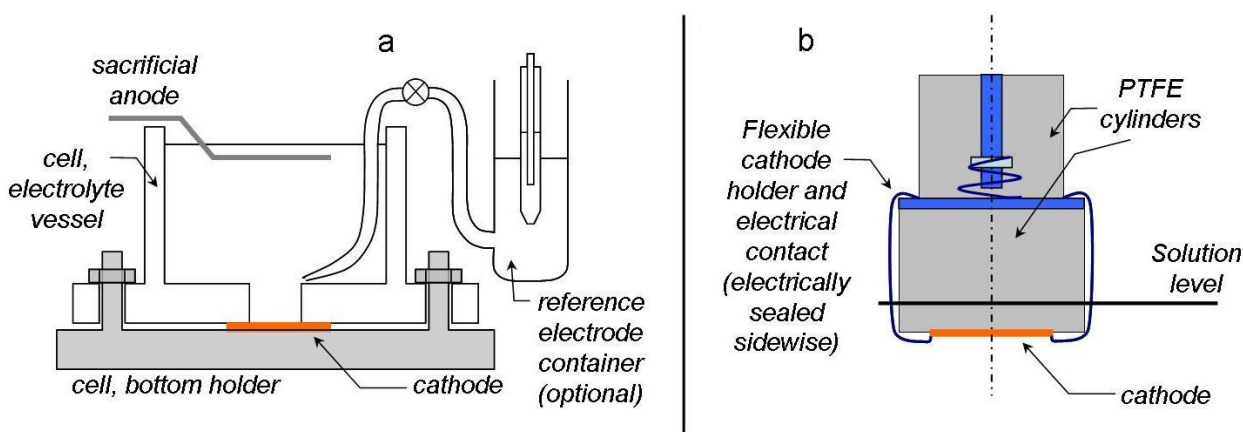 a
sacrificial
anode
cell,
electrolyte
vessel
reference
electrode
container
(optional)
cell, bottom holder
cathode
b
PTFE
cylinders
Flexible
cathode
holder and
electrical
contact
(electrically
sealed
sidewise)
Solution
level
cathode